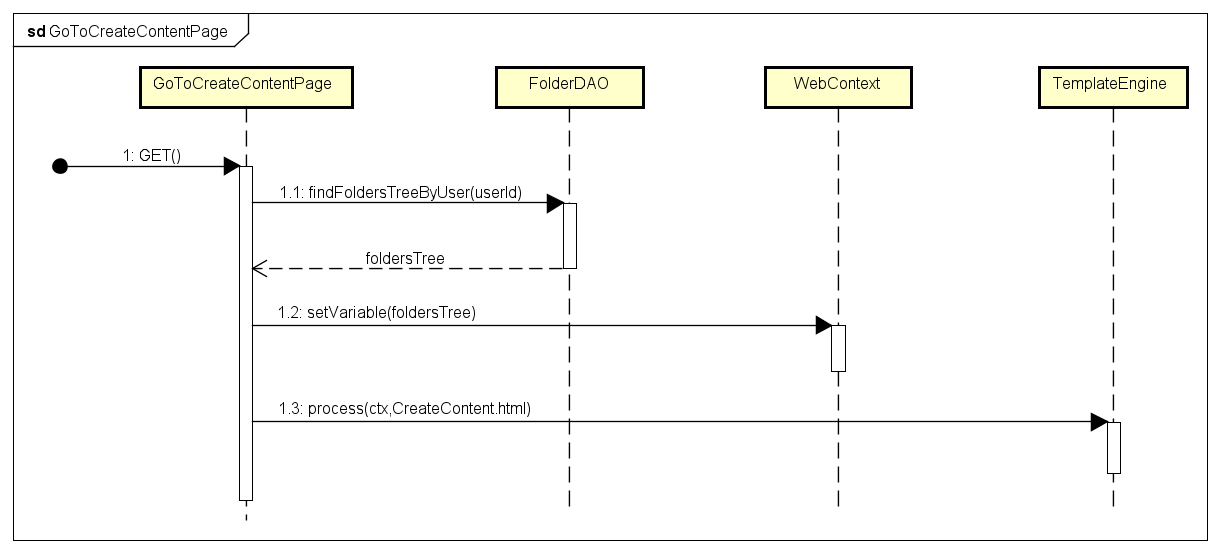 sd GoToCreateContentPage
GoToCreateContentPage
FolderDAO
WebContext
TemplateEngine
1: GET()
1.1: findFoldersTreeByUser(userId)
foldersTree
1.2: setVariable(foldersTree)
1.3: process(ctx,CreateContent.html)